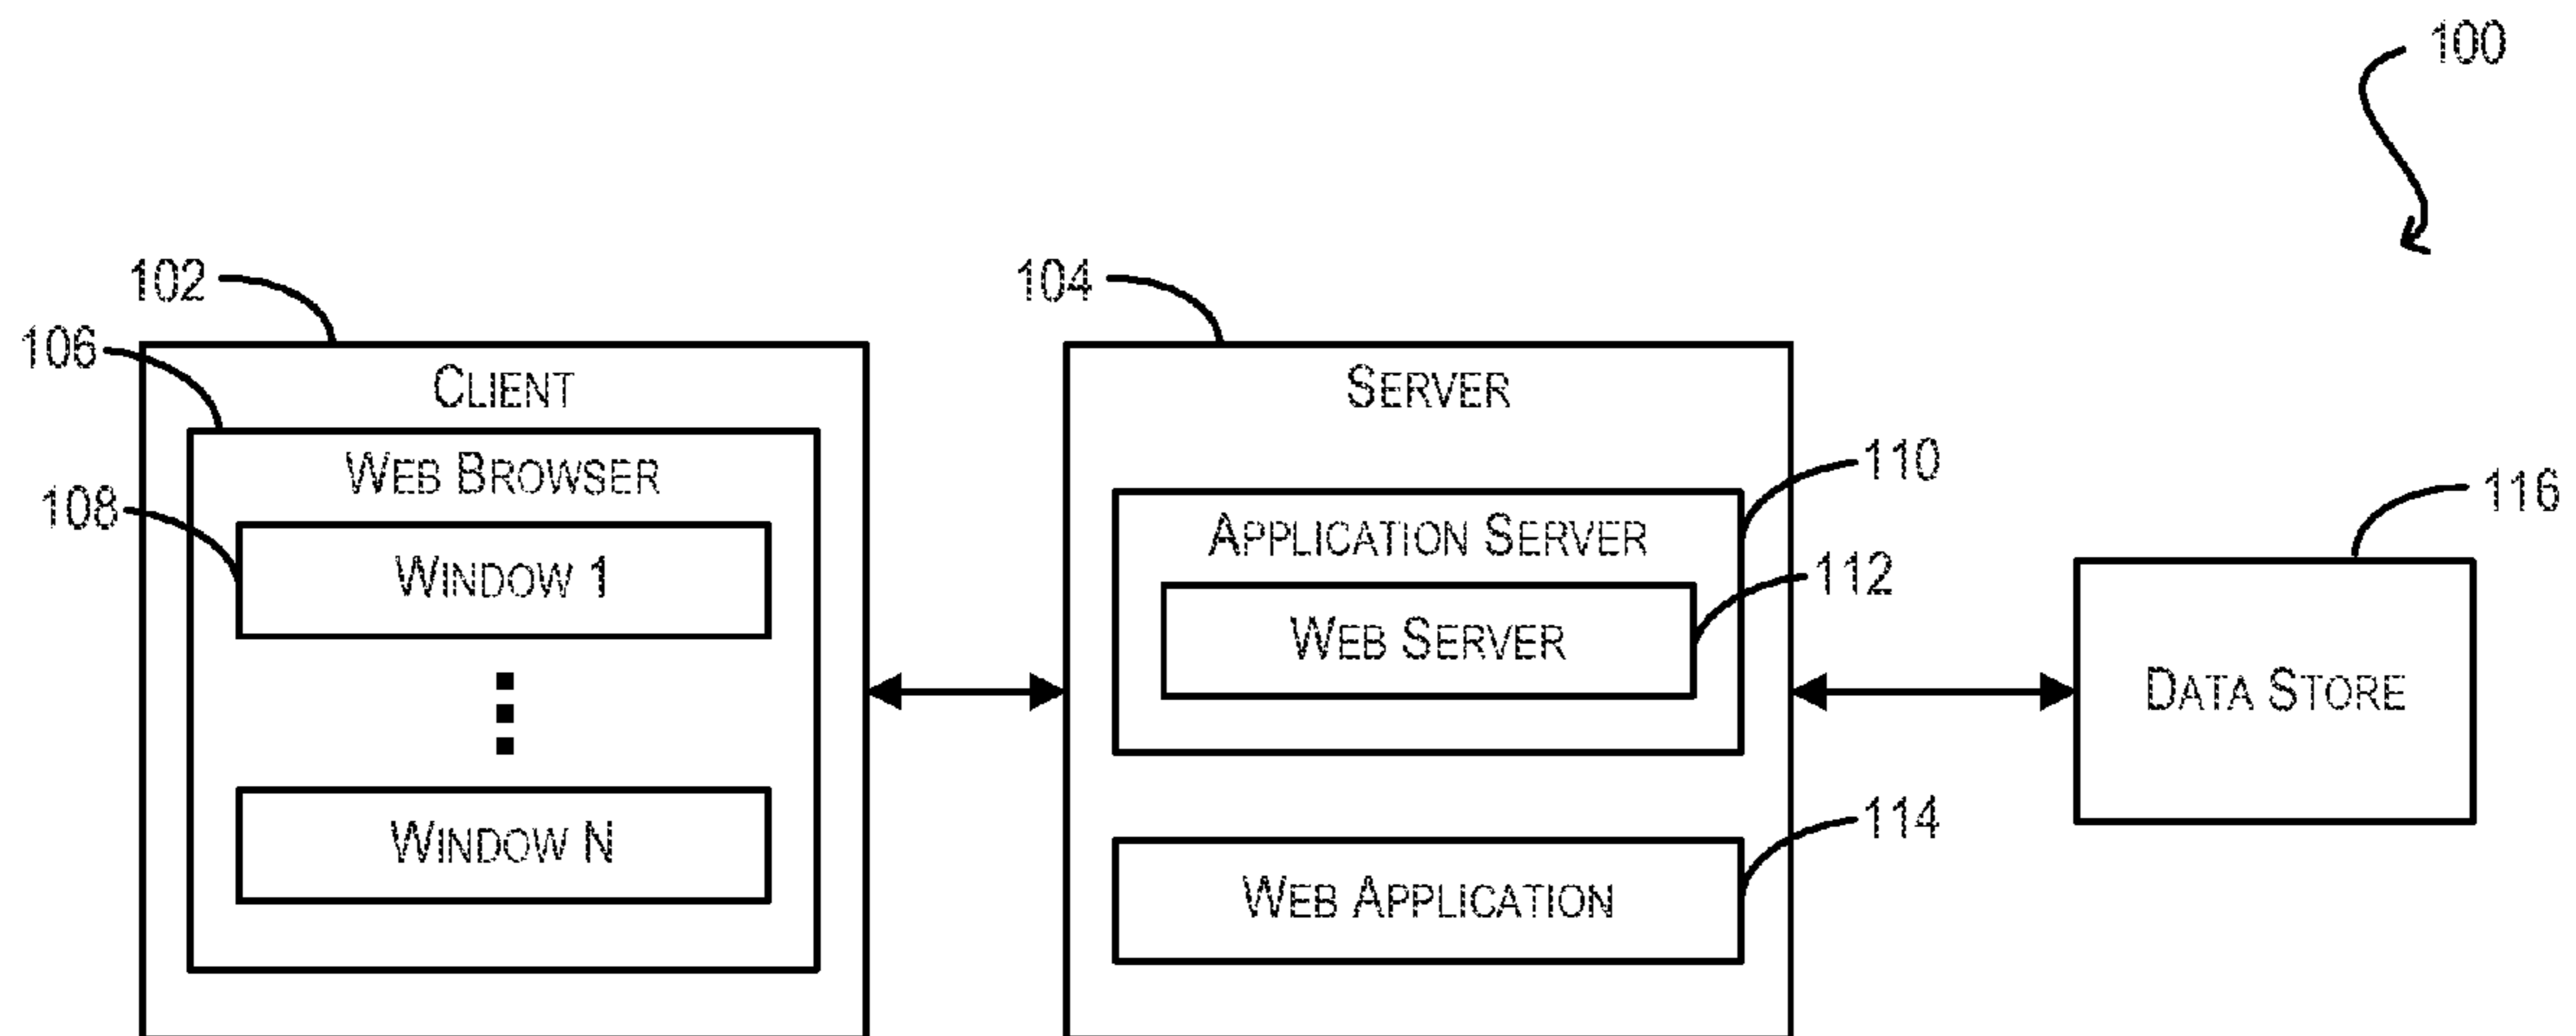 100
102
104
106
CLIENT
SERVER
WEB BROWSER
110
108
APPLICATION SERVER
116
WINDOW 1
112
WEB SERVER
DATA STORE
WINDOW N
114
WEB APPLICATION